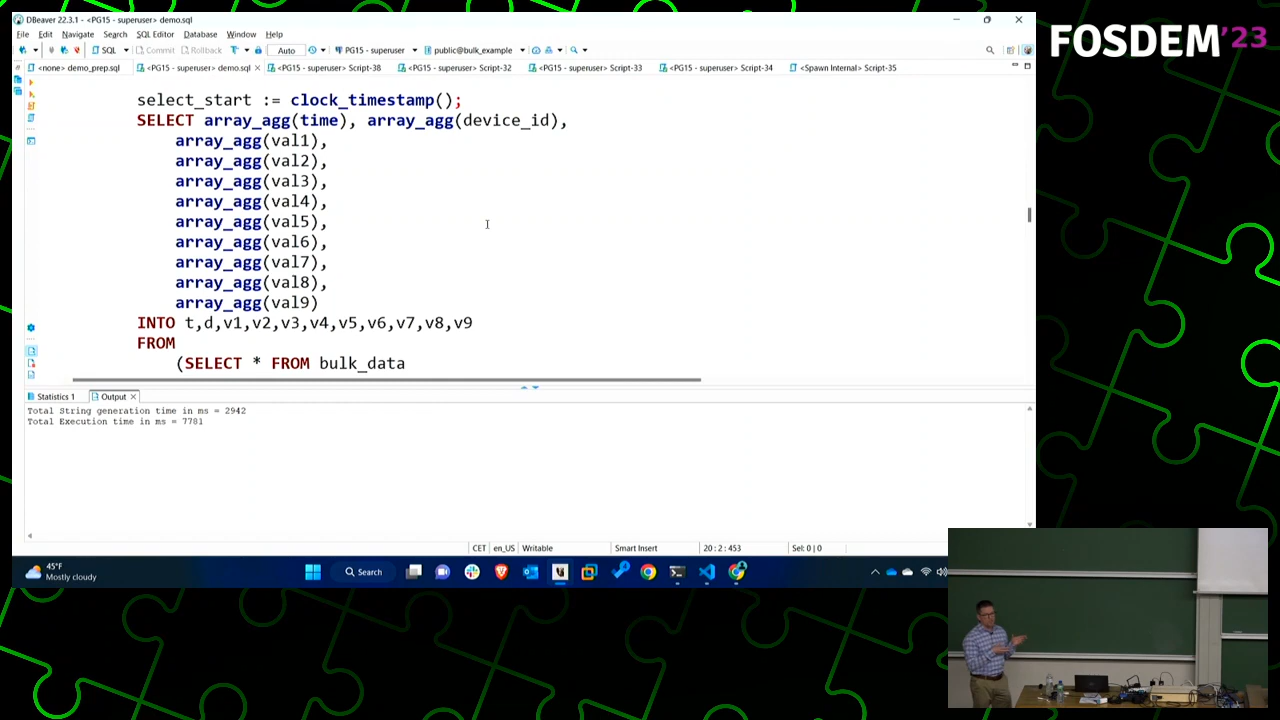 DBeaver 22.3.1 - <PG15 - superuser> demo.sql
File Edit Navigate Search SQL Editor Database Window Help
SQL Commit Rollback Auto PG15 - superuser public@bulk_example
<none> demo_prep.sql <PG15 - superuser> demo.sql <PG15 - superuser> Script-38 <PG15 - superuser> Script-32 <PG15 - superuser> Script-33 <PG15 - superuser> Script-34 <Spawn Internal> Script-35
select_start := clock_timestamp();
SELECT array_agg(time), array_agg(device_id),
array_agg(val1),
array_agg(val2),
array_agg(val3),
array_agg(val4),
array_agg(val5),
array_agg(val6),
array_agg(val7),
array_agg(val8),
array_agg(val9)
INTO t,d,v1,v2,v3,v4,v5,v6,v7,v8,v9
FROM
(SELECT * FROM bulk_data
Statistics 1 Output
Total String generation time in ms = 2942
Total Execution time in ms = 7781
CET en_US Writable Smart Insert 20 : 2 : 453 Sel: 0 | 0
45°F
Mostly cloudy
Search
FOSDEM'23